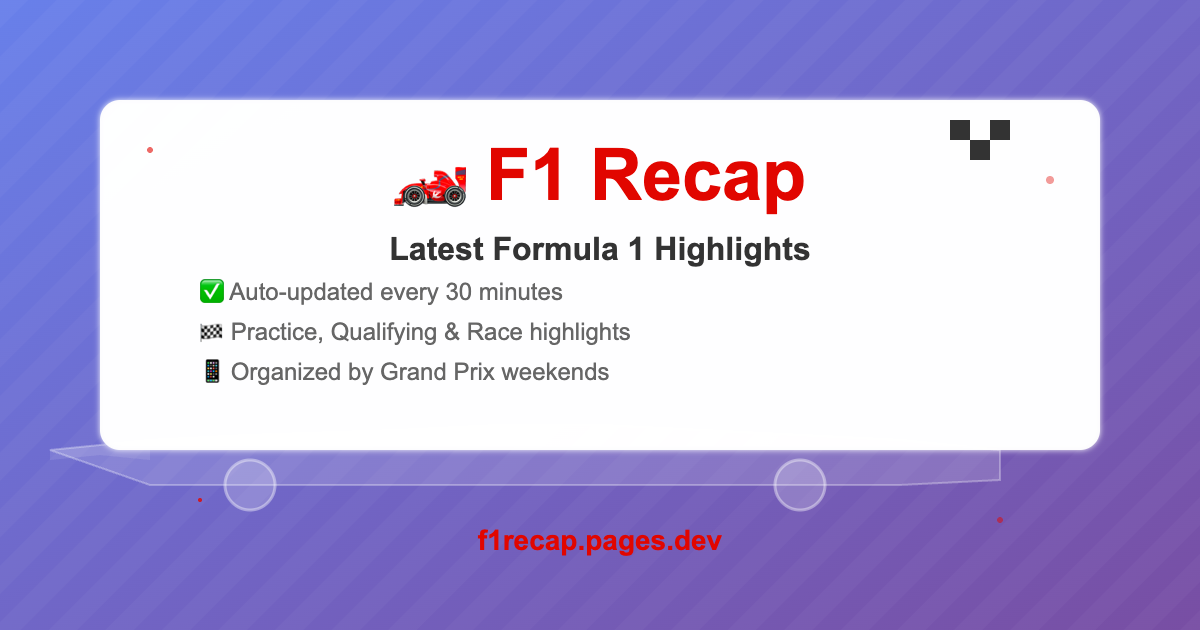 F1 Recap
Latest Formula 1 Highlights
Auto-updated every 30 minutes
Practice, Qualifying & Race highlights
Organized by Grand Prix weekends
f1recap.pages.dev